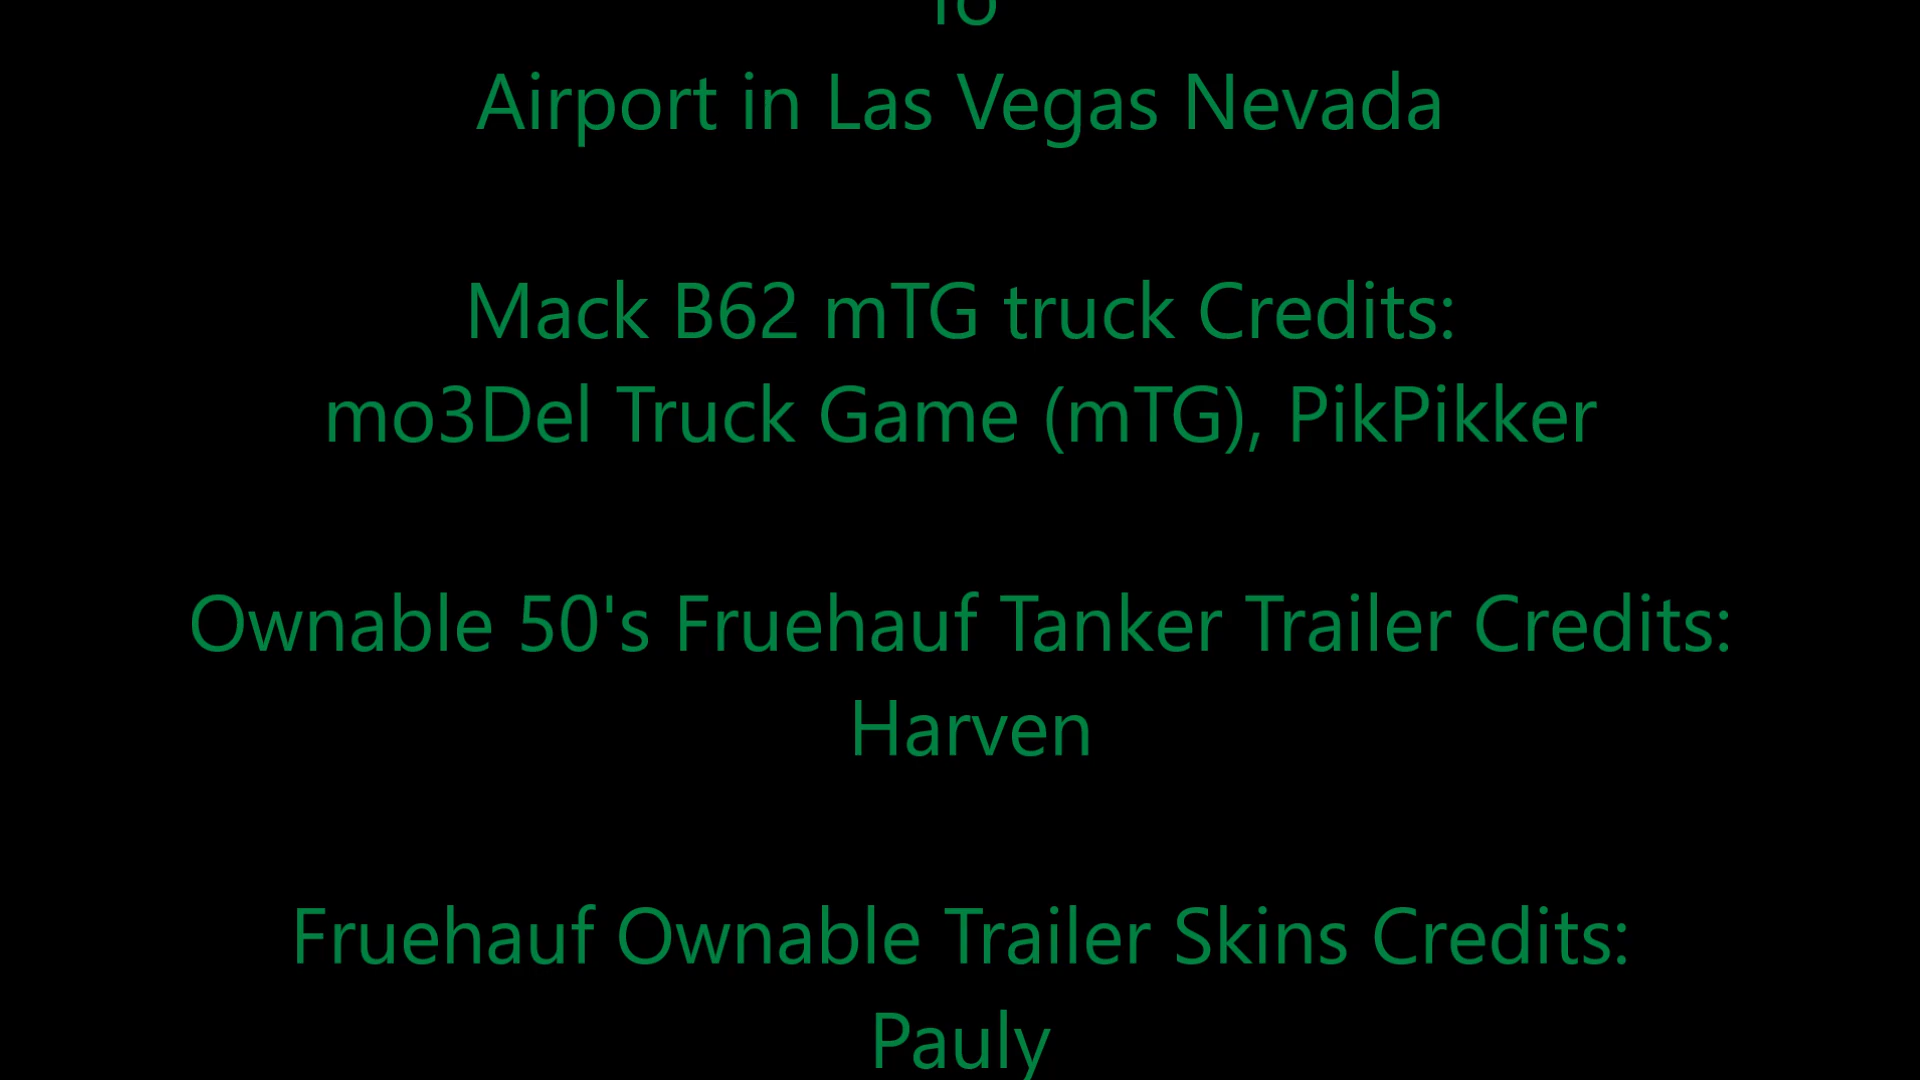 To
Airport in Las Vegas Nevada
Mack B62 mTG truck Credits:
mo3Del Truck Game (mTG), PikPikker
Ownable 50's Fruehauf Tanker Trailer Credits:
Harven
Fruehauf Ownable Trailer Skins Credits:
Pauly